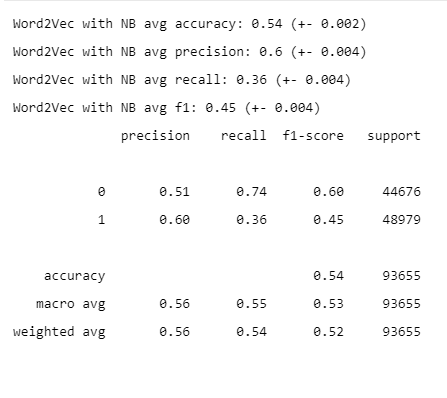 Word2Vec with NB avg accuracy: 0.54 (+- 0.002)
Word2Vec with NB avg precision: 0.6 (+- 0.004)
Word2Vec with NB avg recall: 0.36 (+- 0.004)
Word2Vec with NB avg f1: 0.45 (+- 0.004)
precision recall f1-score support
0 0.51 0.74 0.60 44676
1 0.60 0.36 0.45 48979
accuracy 0.54 93655
macro avg 0.56 0.55 0.53 93655
weighted avg 0.56 0.54 0.52 93655